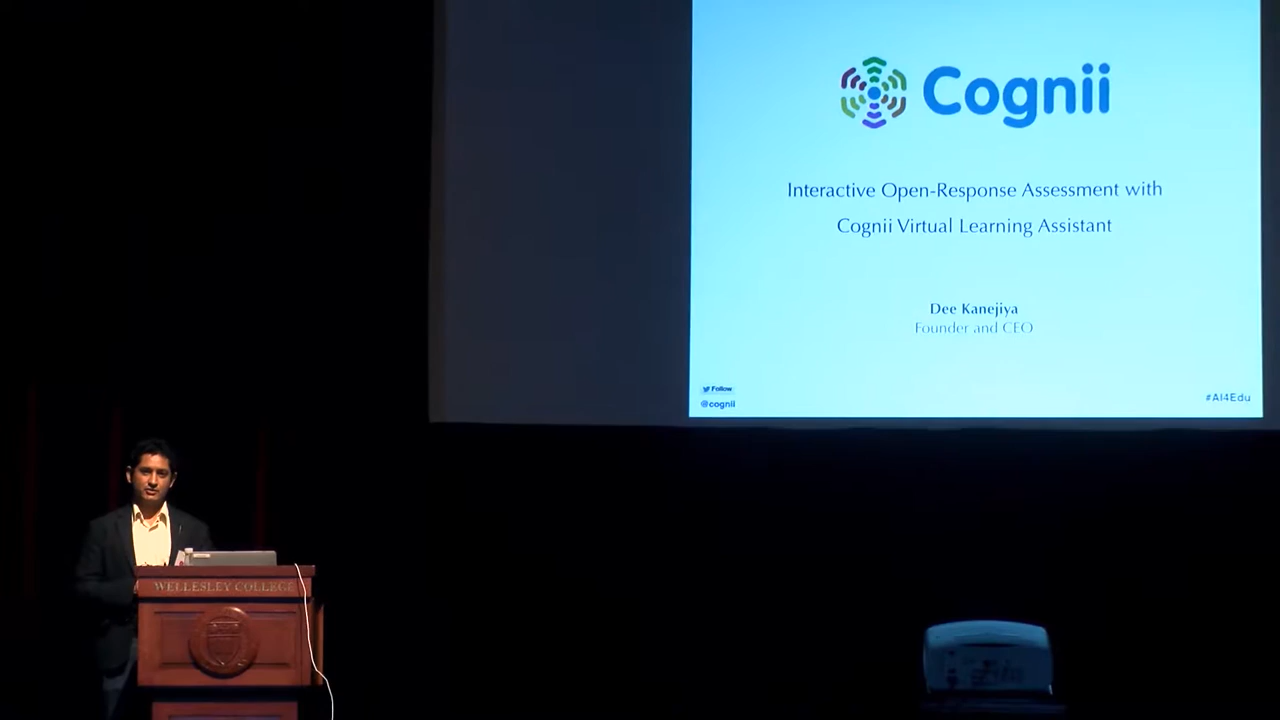 Cognii
Interactive Open-Response Assessment with
Cognii Virtual Learning Assistant
Dee Kanejiya
Founder and CEO
Follow
@cognii
#AI4Edu
WELLESLEY COLLEGE